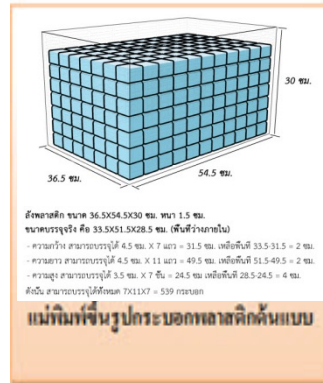 30 ซม.
36.5 ซม.
54.5 ซม.
ลังพลาสติก ขนาด 36.5X54.5X30 ซม. หนา 1.5 ซม.
ขนาดบรรจุจริง คือ 33.5X51.5X28.5 ซม. (พื้นที่ว่างภายใน)
- ความกว้าง สามารถบรรจุได้ 4.5 ซม. X 7 แถว = 31.5 ซม. เหลือพื้นที่ 33.5-31.5 = 2 ซม.
- ความยาว สามารถบรรจุได้ 4.5 ซม. X 11 แถว = 49.5 ซม. เหลือพื้นที่ 51.5-49.5 = 2 ซม.
- ความสูง สามารถบรรจุได้ 3.5 ซม. X 7 ชั้น = 24.5 ซม เหลือพื้นที่ 28.5-24.5 = 4 ซม.
ดังนั้น สามารถบรรจุได้ทั้งหมด 7X11X7 = 539 กระบอก
แม่พิมพ์ขึ้นรูปกระบอกพลาสติกต้นแบบ